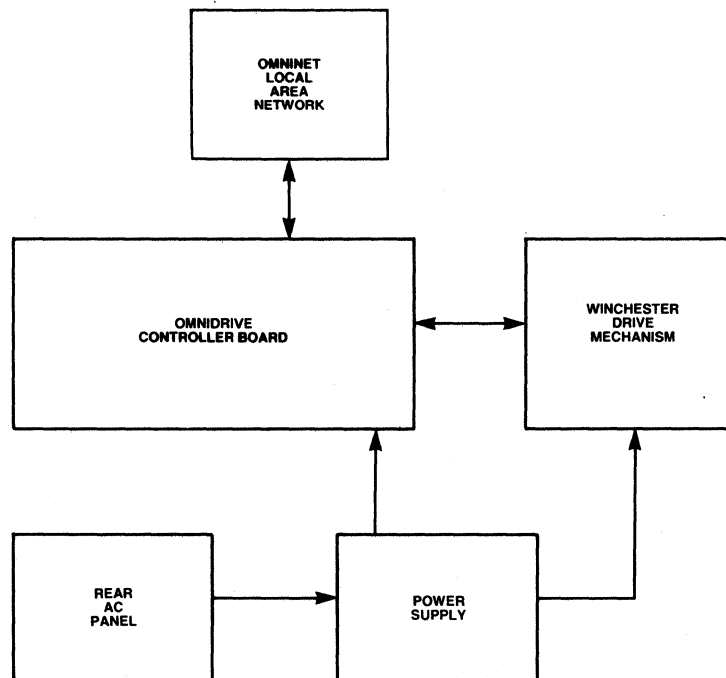 OMNINET
LOCAL
AREA
NETWORK
OMNIDRIVE
CONTROLLER BOARD
WINCHESTER
DRIVE
MECHANISM
REAR
AC
PANEL
POWER
SUPPLY